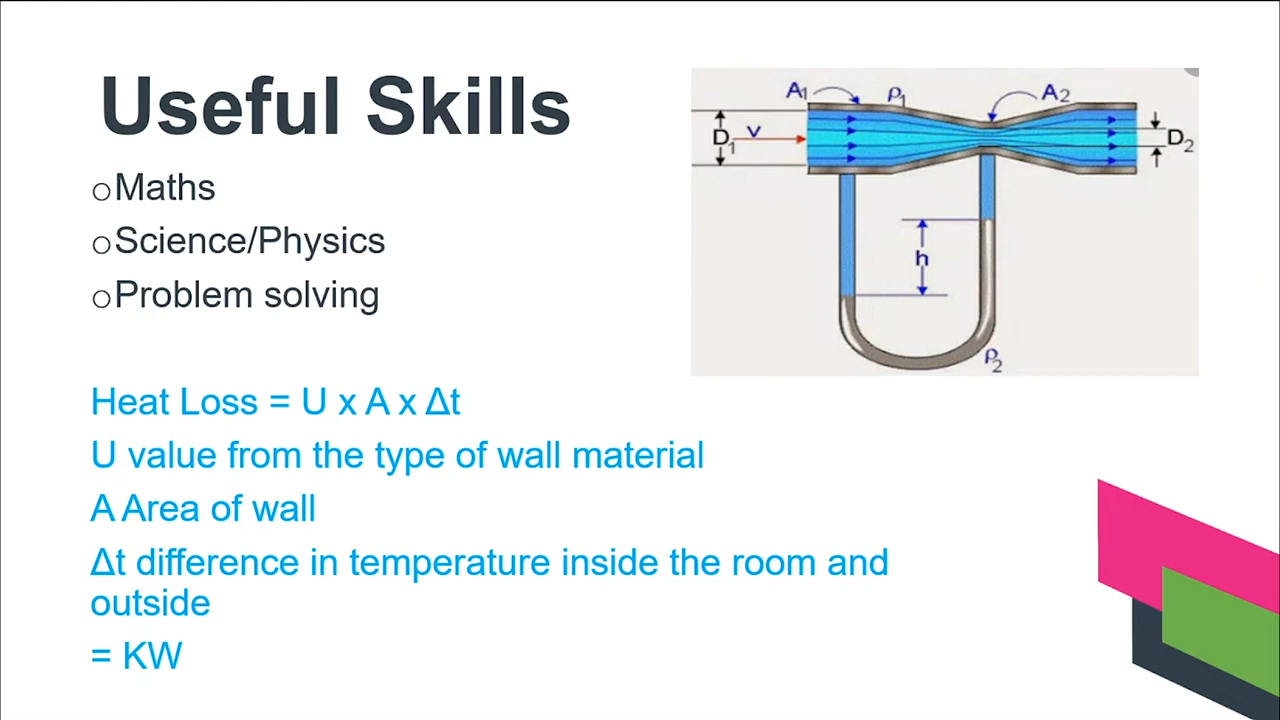 Useful Skills
○Maths
○Science/Physics
○Problem solving
Heat Loss = U x A x Δt
U value from the type of wall material
A Area of wall
Δt difference in temperature inside the room and
outside
= KW
A1 ρ1 A2
D1 v D2
h
ρ2